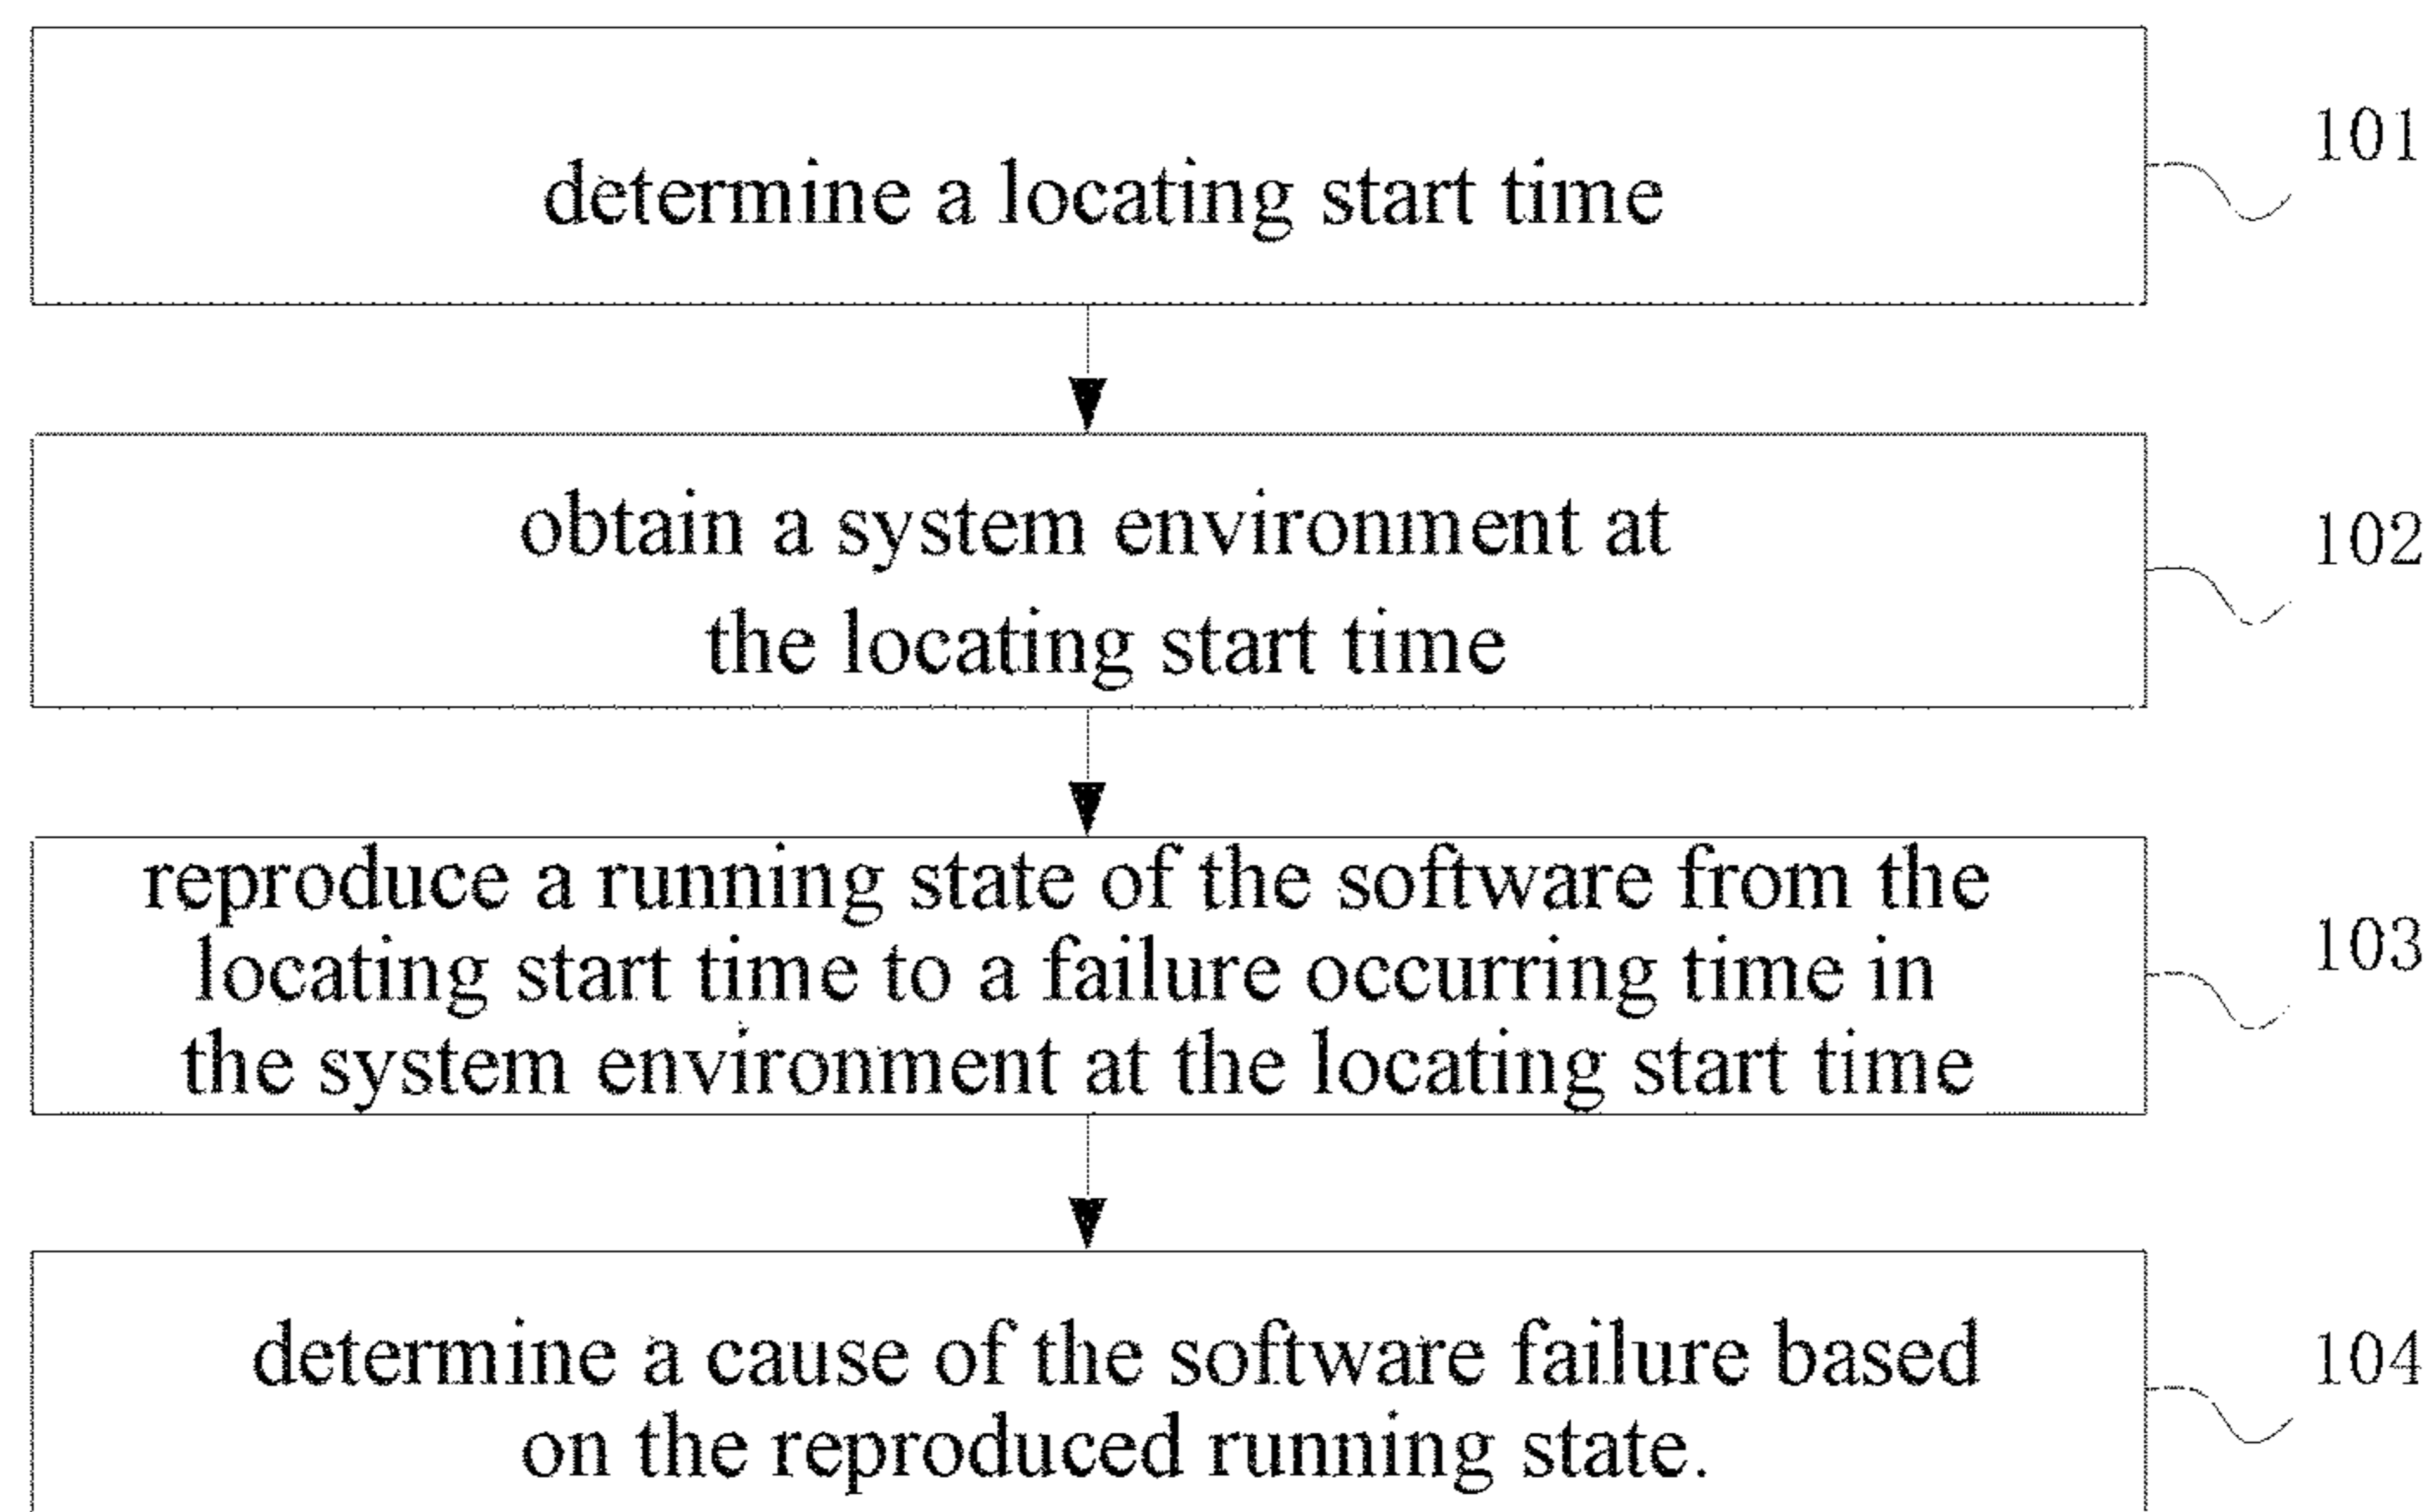 determine a locating start time
101
obtain a system environment at
the locating start time
102
reproduce a running state of the software from the
locating start time to a failure occurring time in
the system environment at the locating start time
103
determine a cause of the software failure based
on the reproduced running state.
104